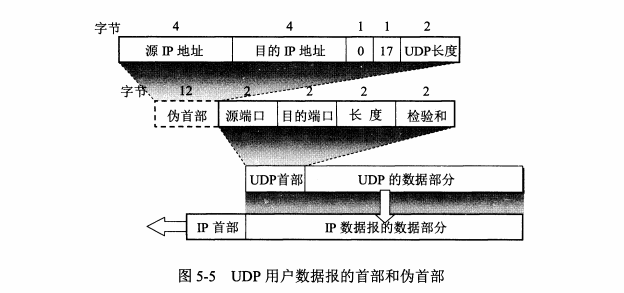 字节 4 4 1 1 2
源 IP 地址 目的 IP 地址 0 17 UDP长度
字节 12 2 2 2 2
伪首部 源端口 目的端口 长 度 检验和
UDP首部 UDP 的数据部分
IP 首部 IP 数据报的数据部分
图 5-5 UDP 用户数据报的首部和伪首部